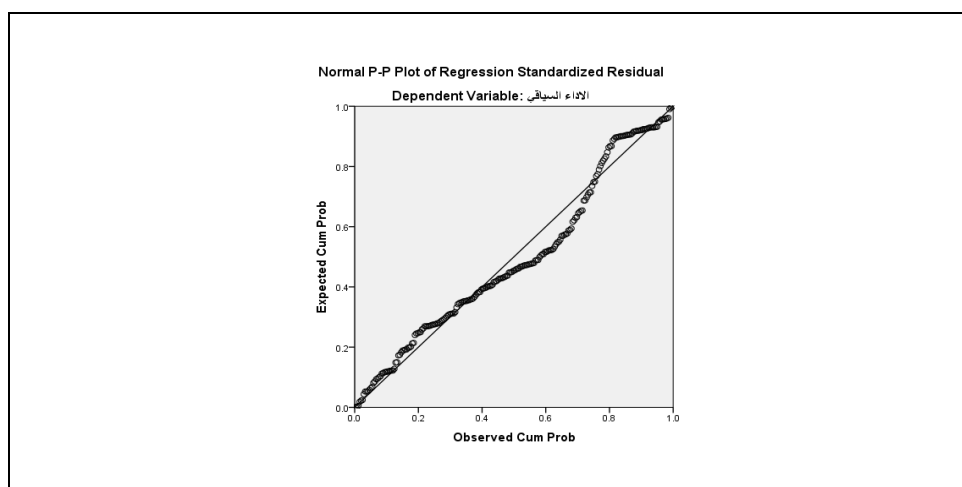 Normal P-P Plot of Regression Standardized Residual
Dependent Variable: الاداء السياقي
1.0
0.8
0.6
0.4
0.2
0.0
Expected Cum Prob
0.0 0.2 0.4 0.6 0.8 1.0
Observed Cum Prob